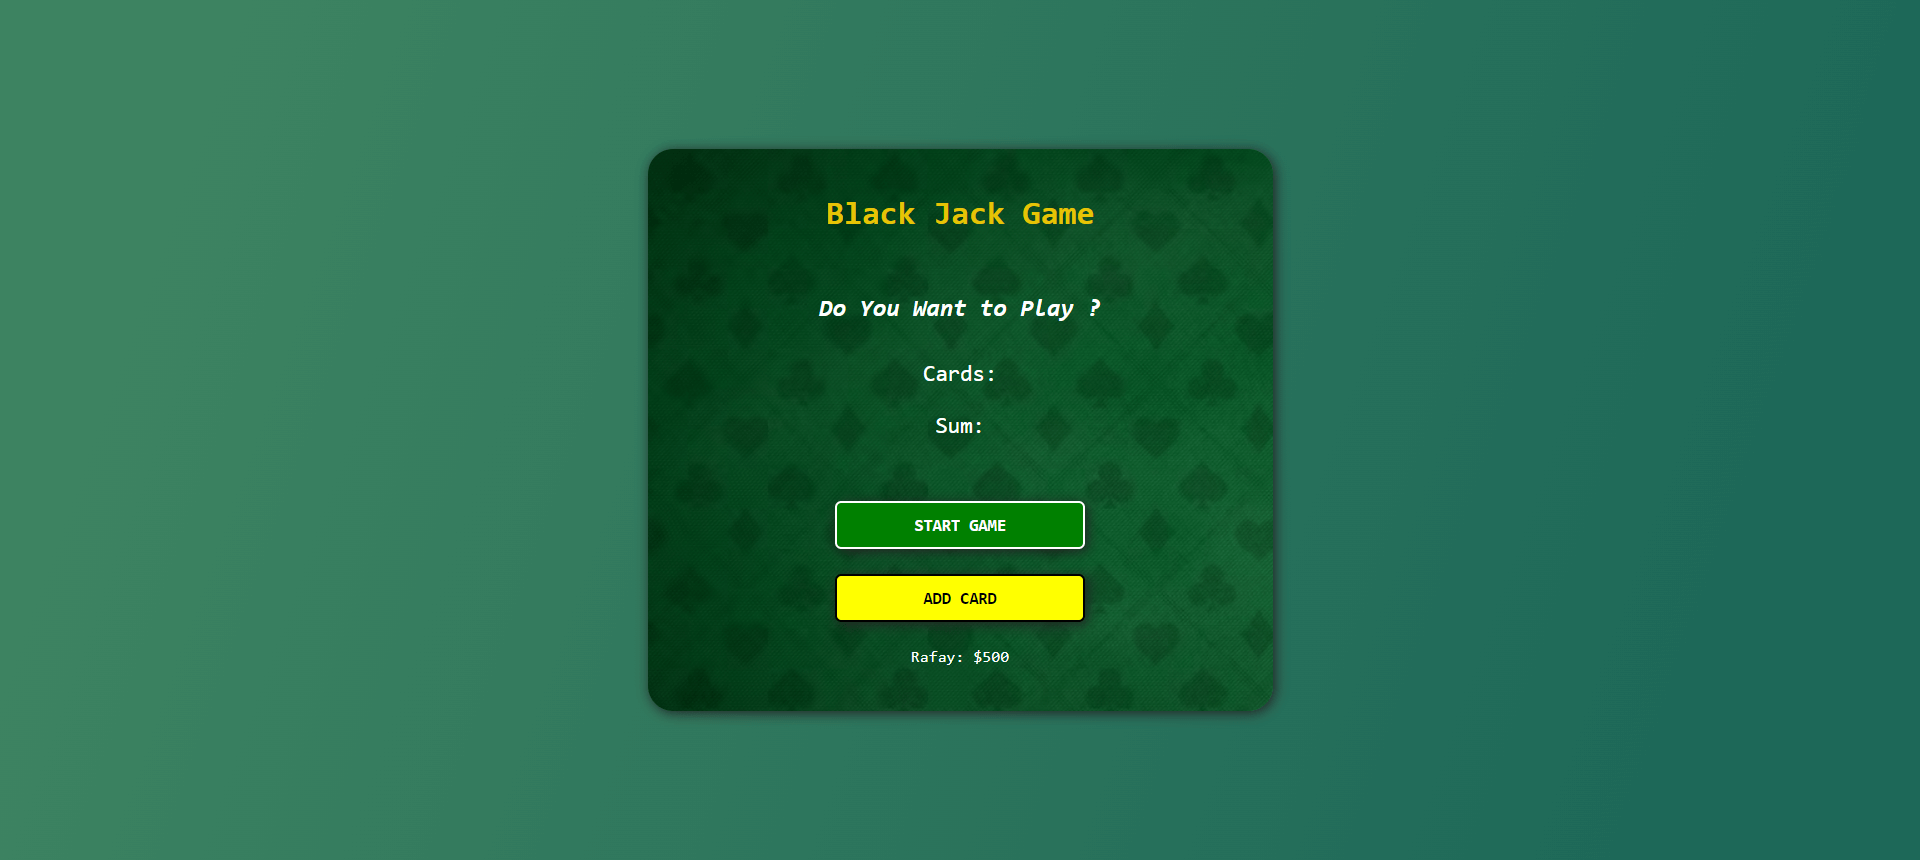 Black Jack Game
Do You Want to Play ?
Cards:
Sum:
START GAME
ADD CARD
Rafay: $500